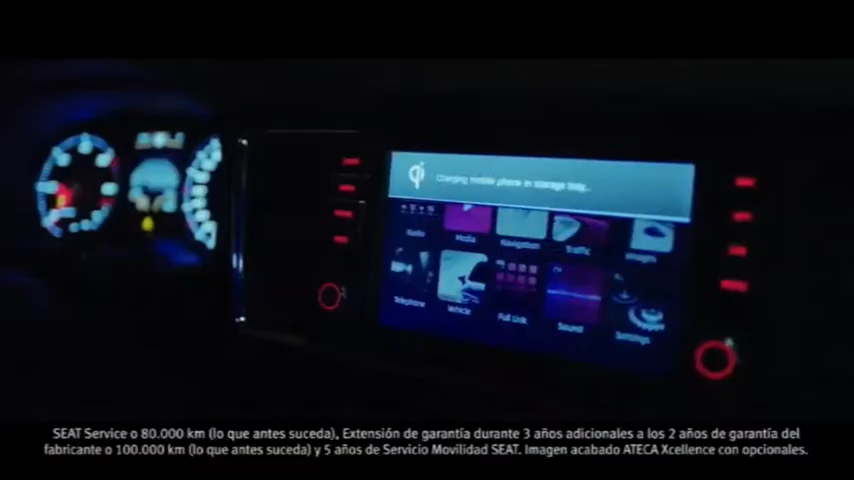 Charging mobile phone in storage tray...
Radio Media Navigation Traffic Images
Telephone Vehicle Full Link Sound Settings
SEAT Service o 80.000 km (lo que antes suceda), Extensión de garantía durante 3 años adicionales a los 2 años de garantía del
fabricante o 100.000 km (lo que antes suceda) y 5 años de Servicio Movilidad SEAT. Imagen acabado ATECA Xcellence con opcionales.